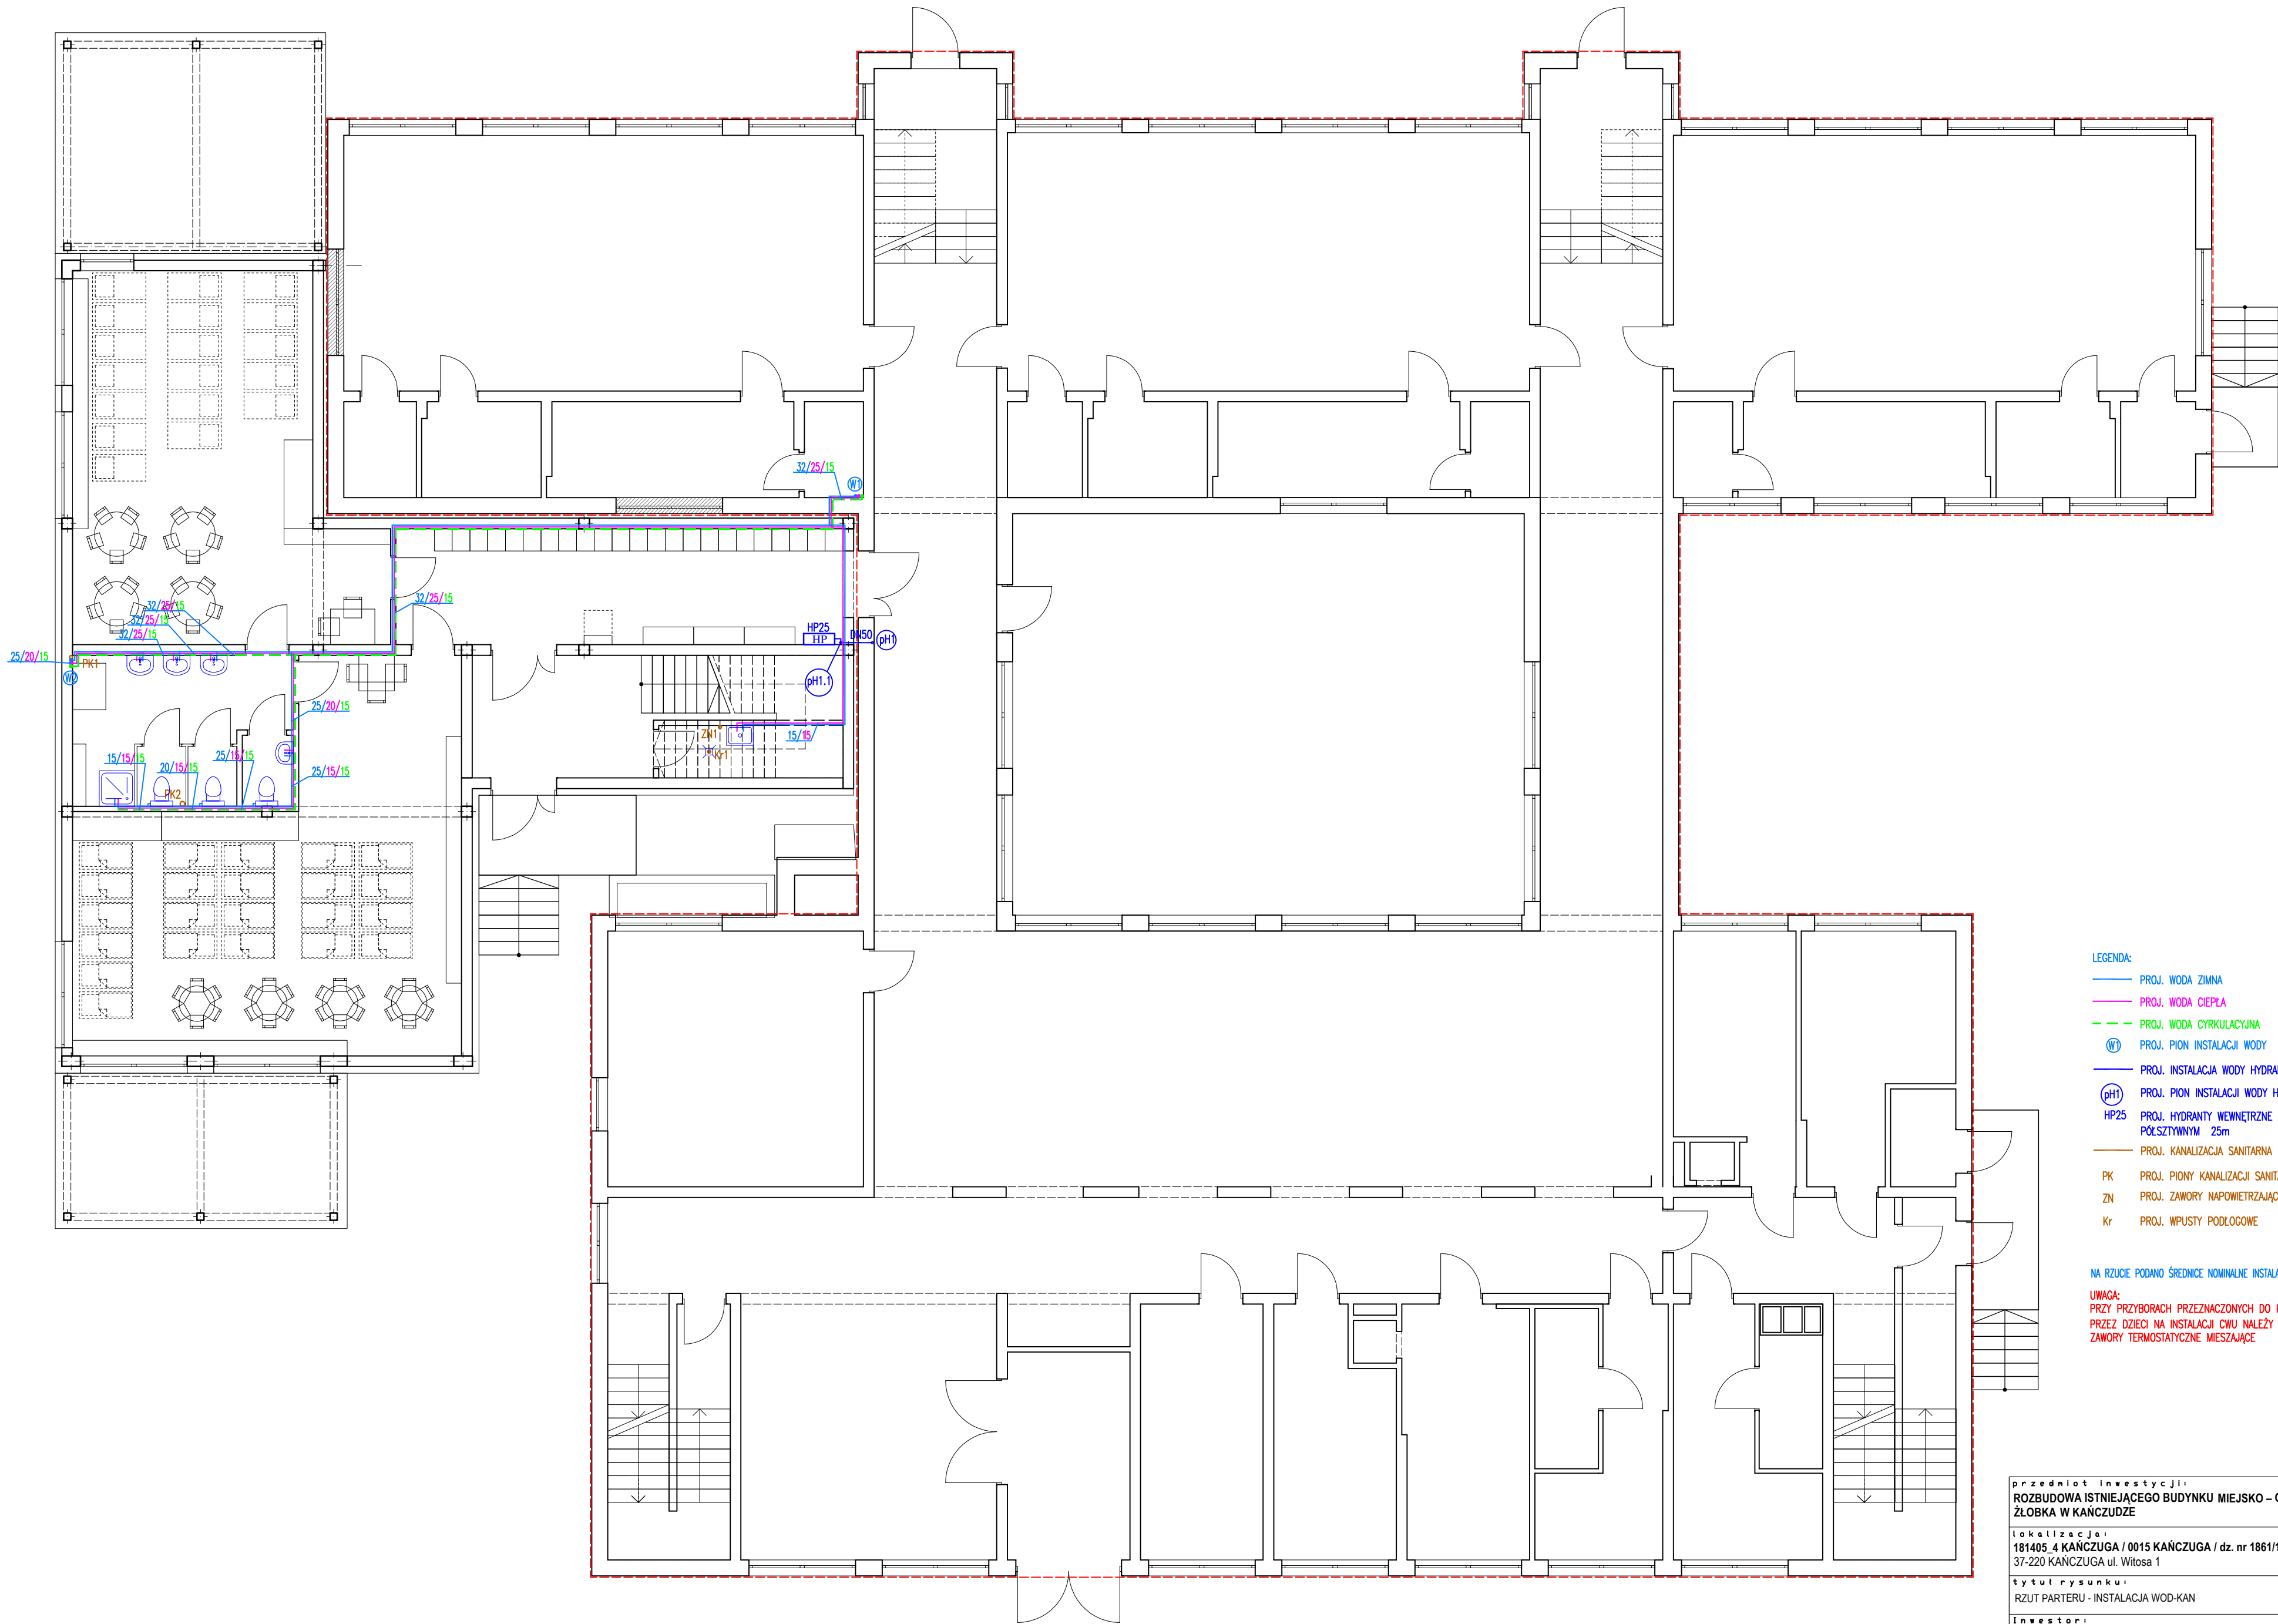 32/25/15
W1
32/25/15
32/25/15
32/25/15
32/25/15
25/20/15
PK1
W2
HP25
HP
DN50
pH1
pH1.1
25/20/15
ZN1
Kr1
15/15
15/15/15
20/15/15
25/15/15
25/15/15
PK2
LEGENDA:
PROJ. WODA ZIMNA
PROJ. WODA CIEPŁA
PROJ. WODA CYRKULACYJNA
W1 PROJ. PION INSTALACJI WODY
PROJ. INSTALACJA WODY
pH1 PROJ. PION INSTALACJI WODY
HP25 PROJ. HYDRANTY WEWNĘTRZNE
PÓŁSZTYWNYM 25m
PROJ. KANALIZACJA SANITARNA
PK PROJ. PIONY KANALIZACJI
ZN PROJ. ZAWORY
Kr PROJ. WPUSTY PODŁOGOWE
NA RZUCIE PODANO ŚREDNICE NOMINALNE
UWAGA:
PRZY PRZYBORACH PRZEZNACZONYCH DO
PRZEZ DZIECI NA INSTALACJI CWU NALEŻY
ZAWORY TERMOSTATYCZNE MIESZAJĄCE
przedmiot inwestycji:
ROZBUDOWA ISTNIEJĄCEGO BUDYNKU MIEJSKO –
ŻŁOBKA W KAŃCZUDZE
lokalizacja:
181405_4 KAŃCZUGA / 0015 KAŃCZUGA / dz. nr 1861/1
37-220 KAŃCZUGA ul. Witosa 1
tytuł rysunku:
RZUT PARTERU - INSTALACJA WOD-KAN
Inwestor: